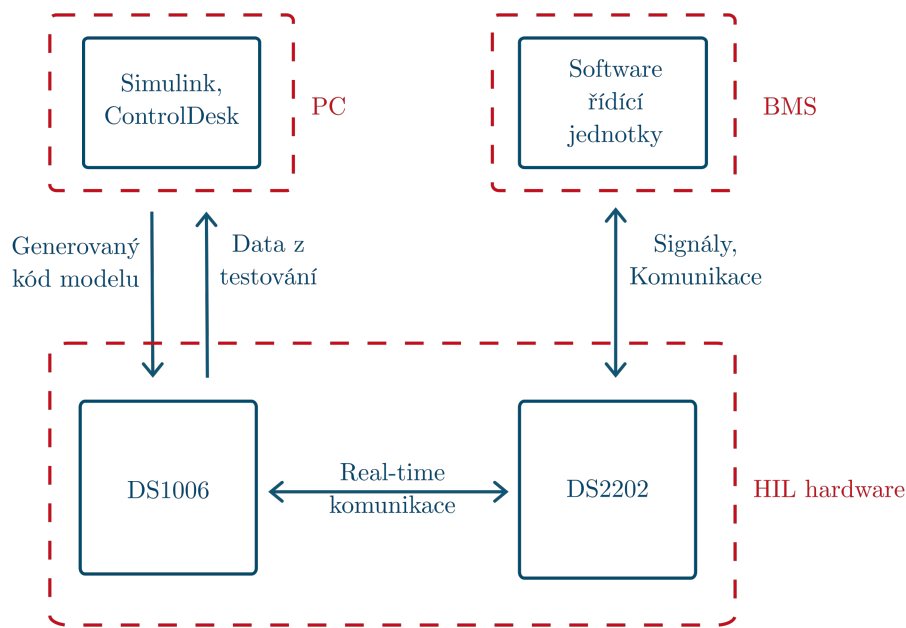 Simulink,
ControlDesk
PC
Software
řídící
jednotky
BMS
Generovaný
kód modelu
Data z
testování
Signály,
Komunikace
DS1006
Real-time
komunikace
DS2202
HIL hardware